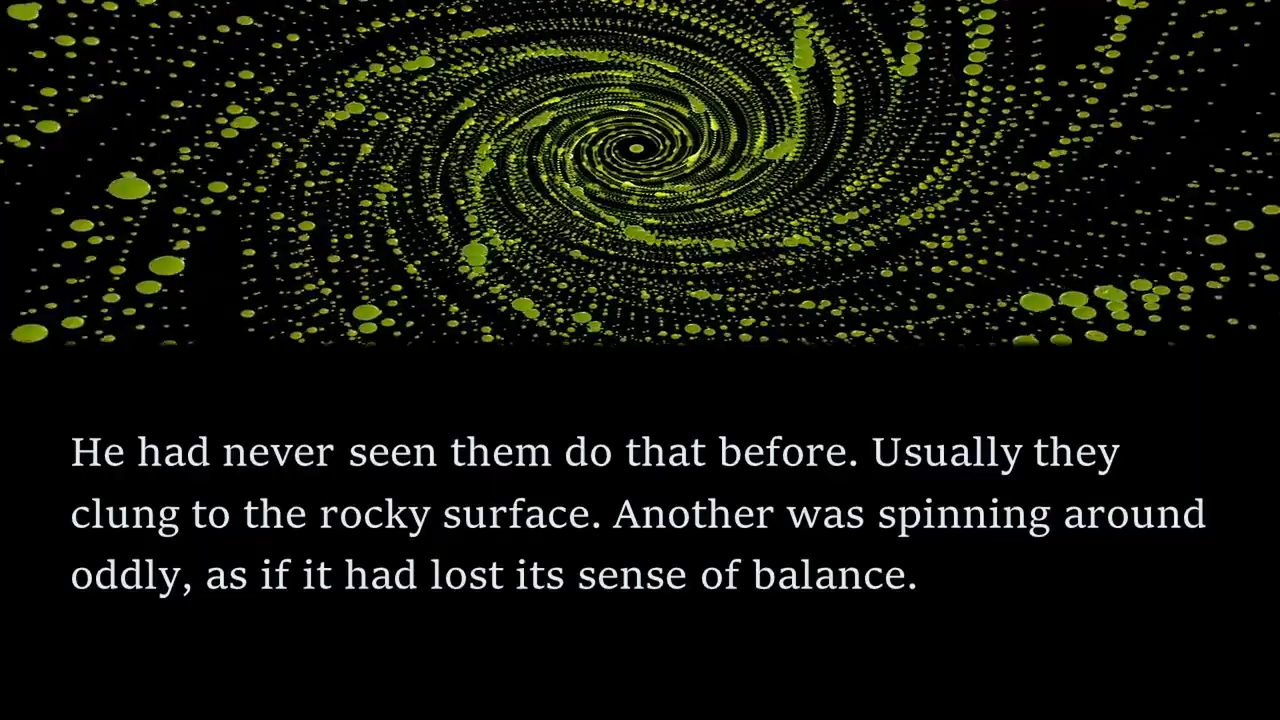 He had never seen them do that before. Usually they
clung to the rocky surface. Another was spinning around
oddly, as if it had lost its sense of balance.